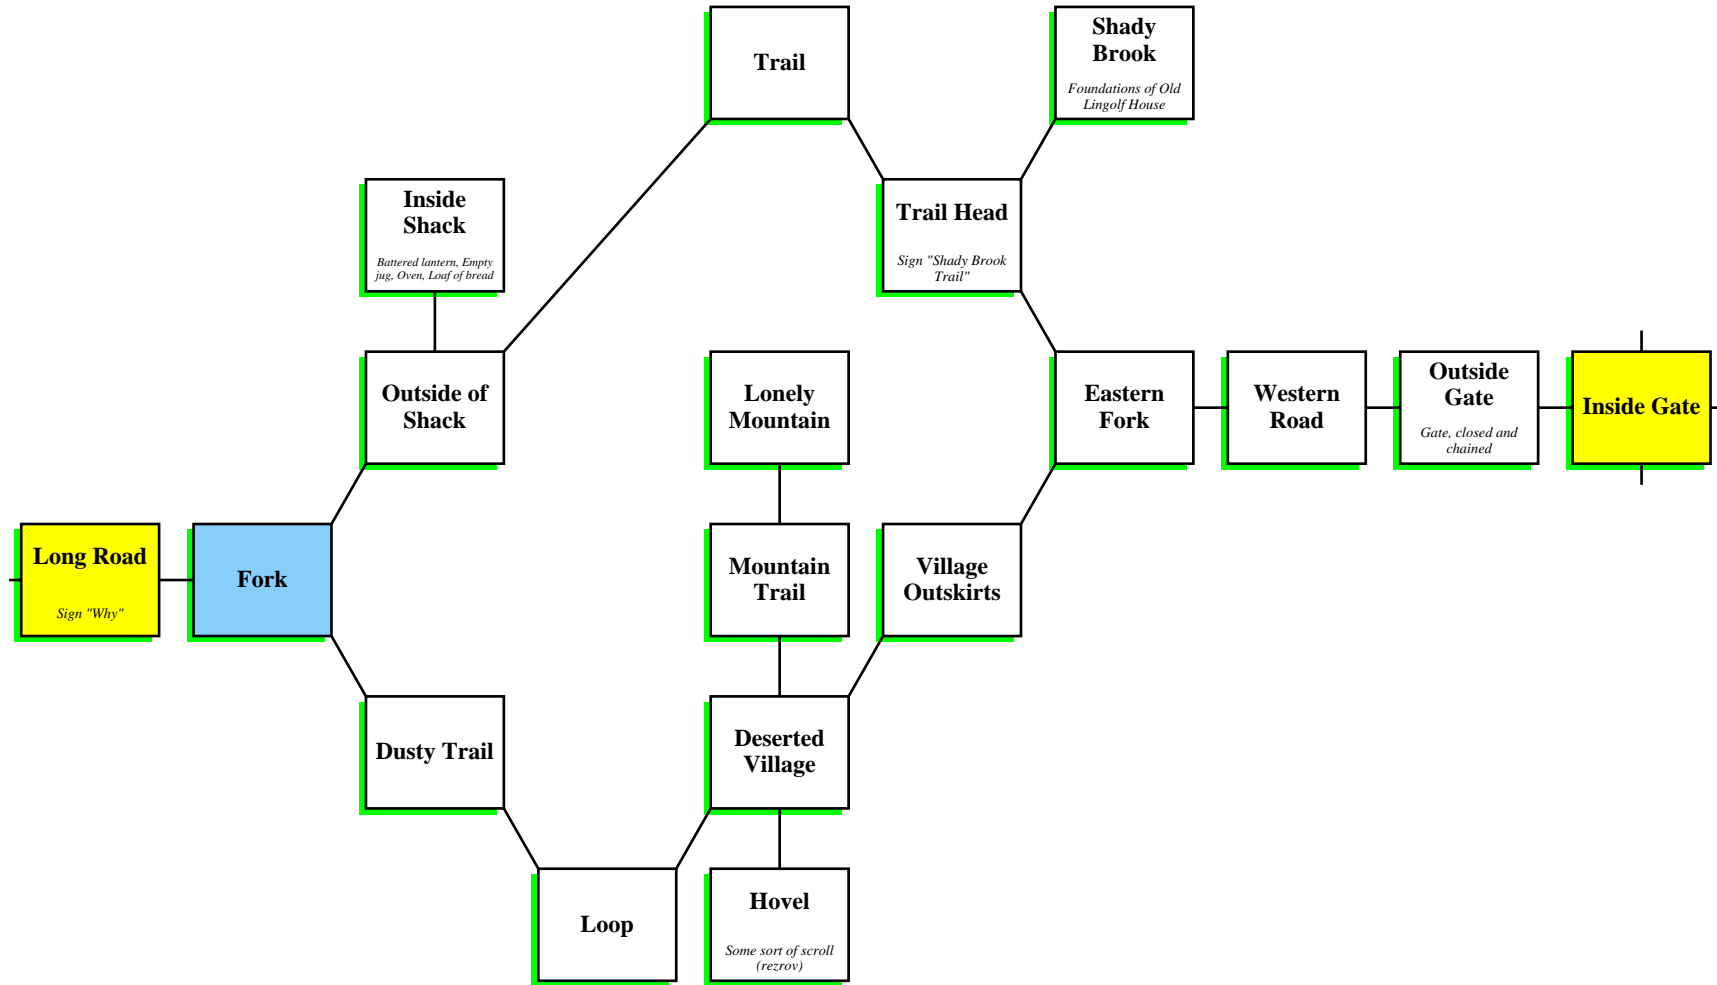 Trail
Shady
Brook
Foundations of Old
Lingolf House
Inside
Shack
Battered lantern, Empty
jug, Oven, Loaf of bread
Trail Head
Sign "Shady Brook
Trail"
Outside of
Shack
Lonely
Mountain
Eastern
Fork
Western
Road
Outside
Gate
Gate, closed and
chained
Inside Gate
Long Road
Sign "Why"
Fork
Mountain
Trail
Village
Outskirts
Dusty Trail
Deserted
Village
Loop
Hovel
Some sort of scroll
(rezrov)